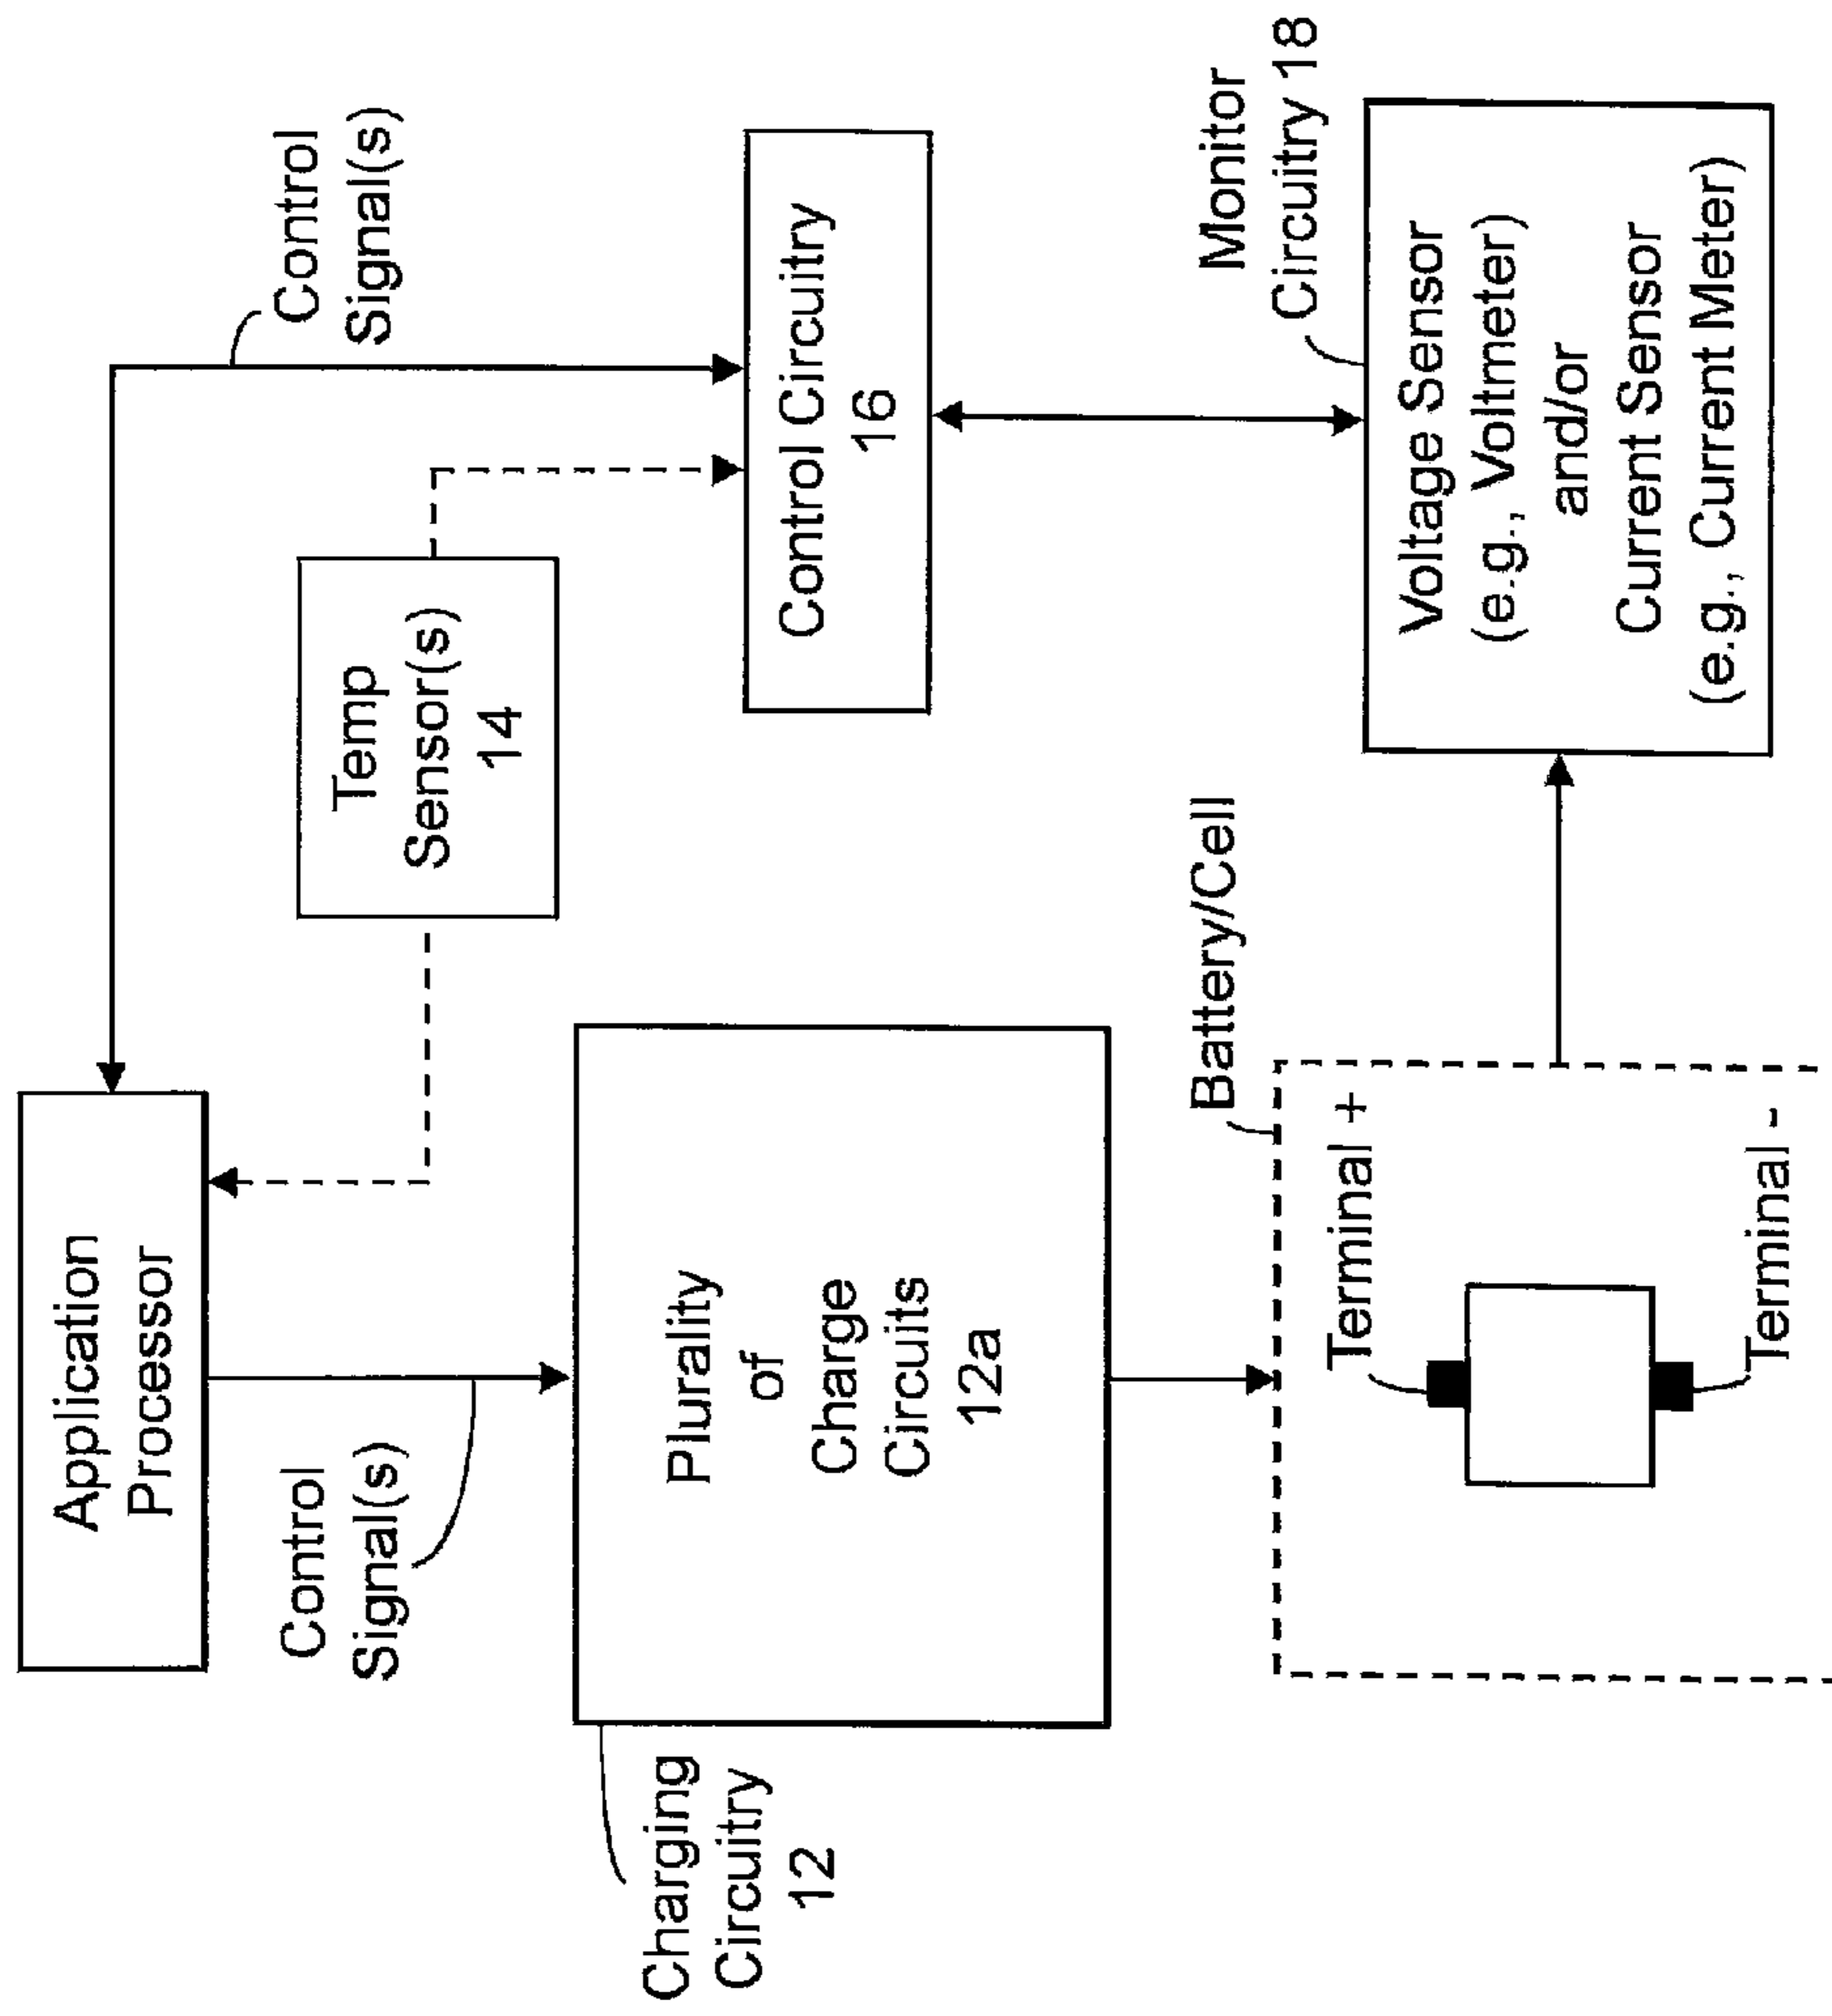 Application
Processor
Control
Signal(s)
Control
Signal(s)
Temp
Sensor(s)
14
Charging
Circuitry
12
Plurality
of
Charge
Circuits
12a
Control Circuitry
16
Battery/Cell
Terminal +
Terminal -
Monitor
Circuitry 18
Voltage Sensor
(e.g., Voltmeter)
and/or
Current Sensor
(e.g., Current Meter)